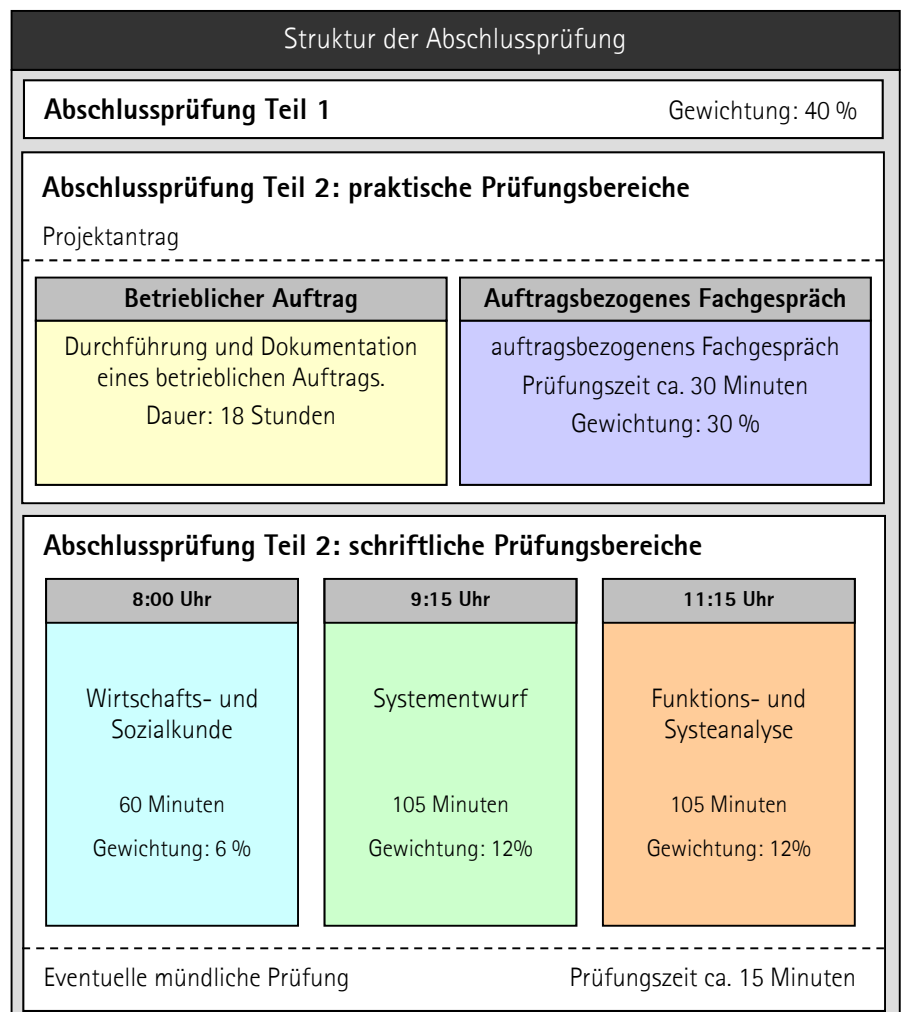 Struktur der Abschlussprüfung
Abschlussprüfung Teil 1 Gewichtung: 40 %
Abschlussprüfung Teil 2: praktische Prüfungsbereiche
Projektantrag
Betrieblicher Auftrag
Durchführung und Dokumentation
eines betrieblichen Auftrags.
Dauer: 18 Stunden
Auftragsbezogenes Fachgespräch
auftragsbezogenens Fachgespräch
Prüfungszeit ca. 30 Minuten
Gewichtung: 30 %
Abschlussprüfung Teil 2: schriftliche Prüfungsbereiche
8:00 Uhr
Wirtschafts- und
Sozialkunde
60 Minuten
Gewichtung: 6 %
9:15 Uhr
Systementwurf
105 Minuten
Gewichtung: 12%
11:15 Uhr
Funktions- und
Systeanalyse
105 Minuten
Gewichtung: 12%
Eventuelle mündliche Prüfung Prüfungszeit ca. 15 Minuten